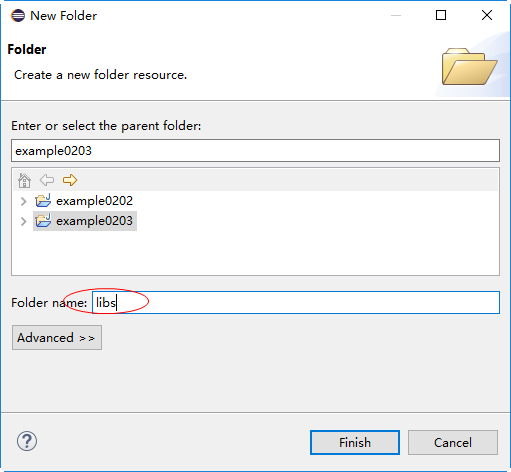 New Folder
Folder
Create a new folder resource.
Enter or select the parent folder:
example0203
example0202
example0203
Folder name: libs
Advanced >>
? Finish Cancel